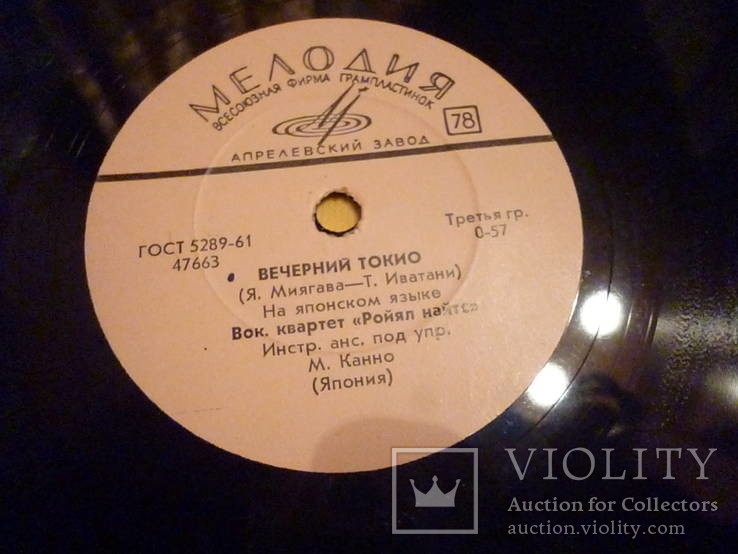 МЕЛОДИЯ
ВСЕСОЮЗНАЯ ФИРМА ГРАМПЛАСТИНОК
78
АПРЕЛЕВСКИЙ ЗАВОД
ГОСТ 5289-61
47663
Третья гр.
0-57
ВЕЧЕРНИЙ ТОКИО
(Я. Миягава—Т. Иватани)
На японском языке
Вок. квартет «Ройял найтс»
Инстр. анс. под упр.
М. Канно
(Япония)
VIOLITY
Auction for Collectors
auction.violity.com